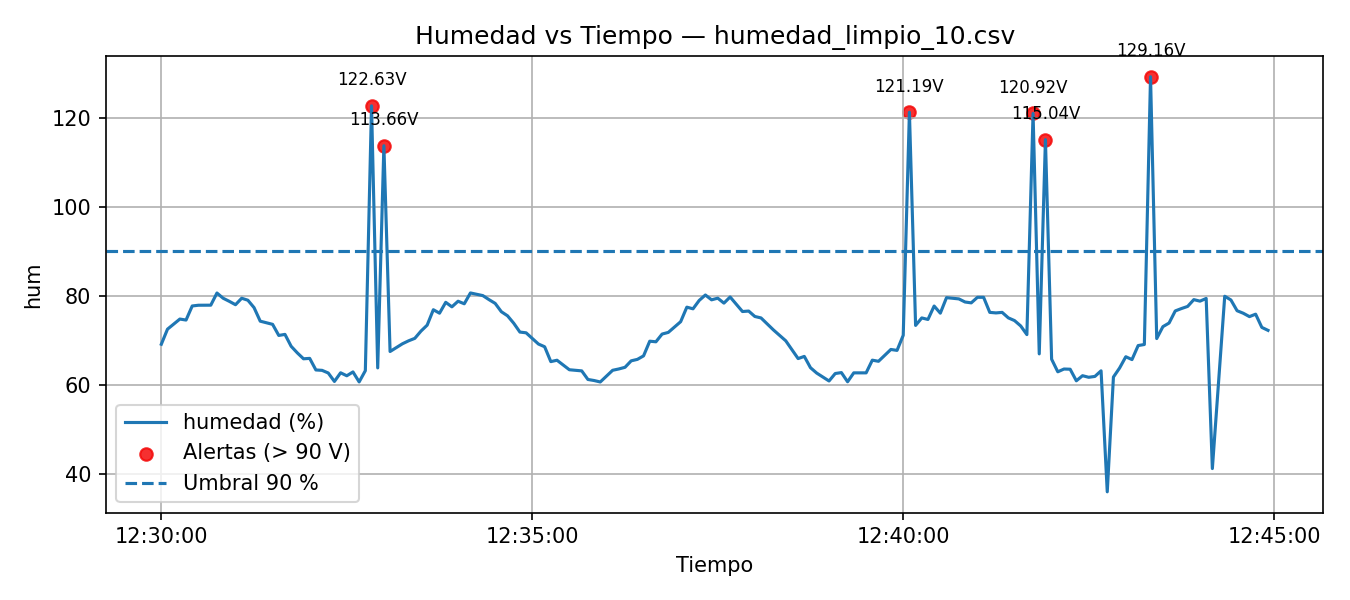 Humedad vs Tiempo — humedad_limpio_10.csv
129.16V
122.63V
121.19V
120.92V
113.66V
115.04V
120
100
80
60
40
hum
humedad (%)
Alertas (> 90 V)
Umbral 90 %
12:30:00
12:35:00
12:40:00
12:45:00
Tiempo